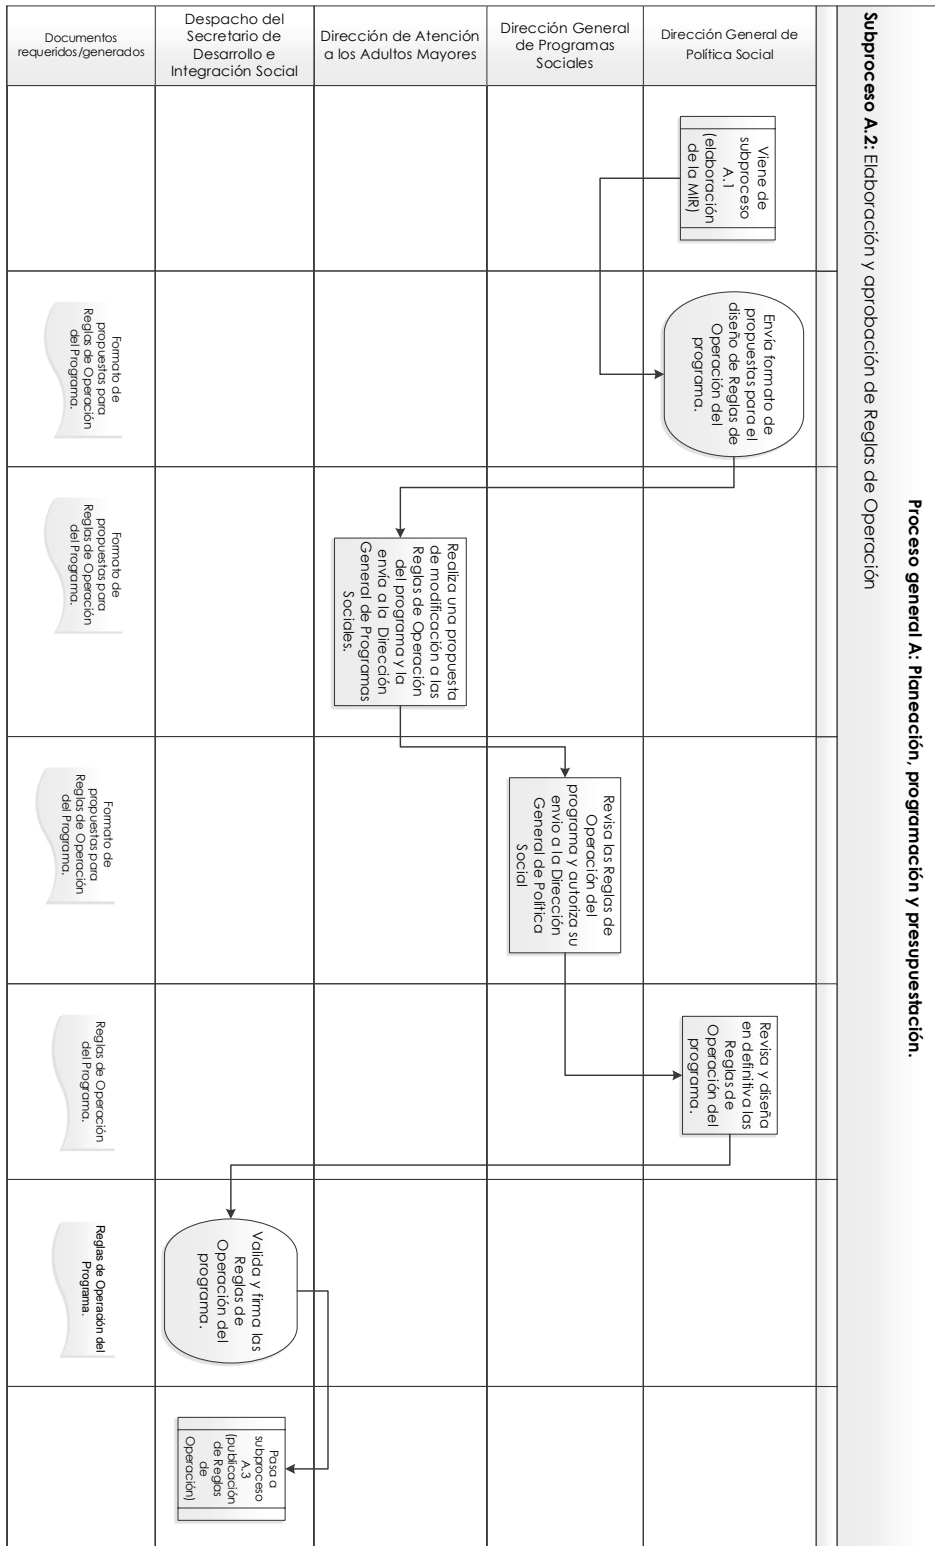 Proceso general A: Planeación, programación y presupuestación.
Subproceso A.2: Elaboración y aprobación de Reglas de Operación
Dirección General de
Política Social
Dirección General
de Programas
Sociales
Dirección de Atención
a los Adultos Mayores
Despacho del
Secretario de
Desarrollo e
Integración Social
Documentos
requeridos/generados
Viene de
subproceso
A.1
(elaboración
de la MIR)
Envía formato de
propuestas para el
diseño de Reglas de
Operación del
programa.
Formato de
propuestas para
Reglas de Operación
del Programa.
Realiza una propuesta
de modificación a las
Reglas de Operación
del programa y la
envía a la Dirección
General de Programas
Sociales.
Formato de
propuestas para
Reglas de Operación
del Programa.
Revisa las Reglas de
Operación del
programa y autoriza su
envio a la Dirección
General de Política
Social
Formato de
propuestas para
Reglas de Operación
del Programa.
Revisa y diseña
en definitiva las
Reglas de
Operación del
programa.
Reglas de Operación
del Programa.
Valida y firma las
Reglas de
Operación del
programa.
Reglas de Operación del
Programa.
Pasa a
subproceso
A.3
(publicación
de Reglas
de
Operación)